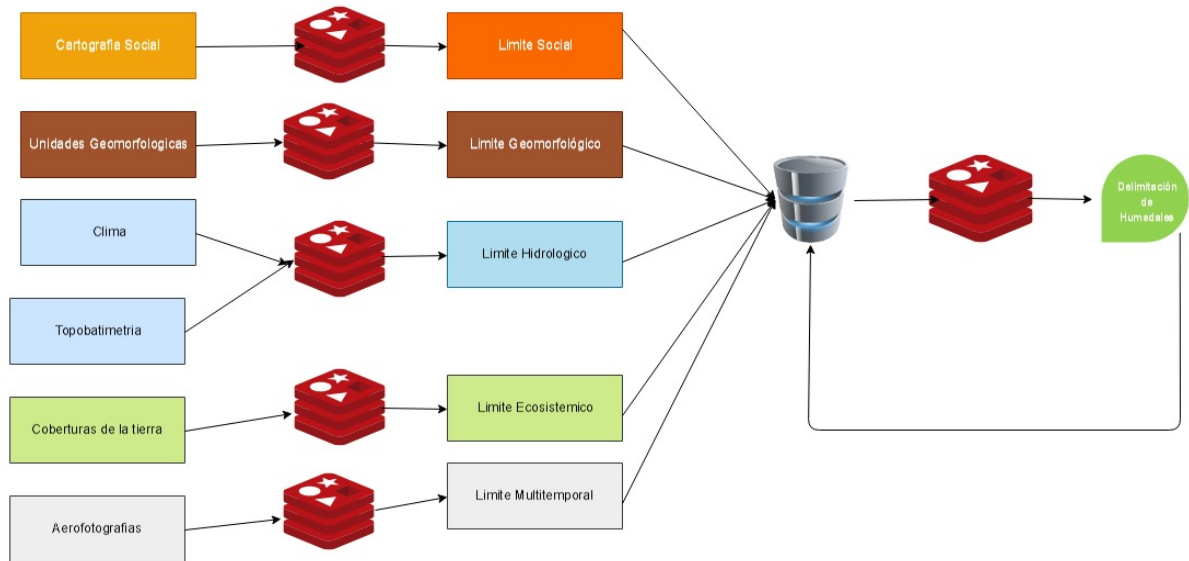 Cartografia Social
Limite Social
Unidades Geomorfologicas
Limite Geomorfológico
Clima
Limite Hidrologico
Topobatimetria
Coberturas de la tierra
Limite Ecosistemico
Aerofotografias
Limite Multitemporal
Delimitación
de
Humedales